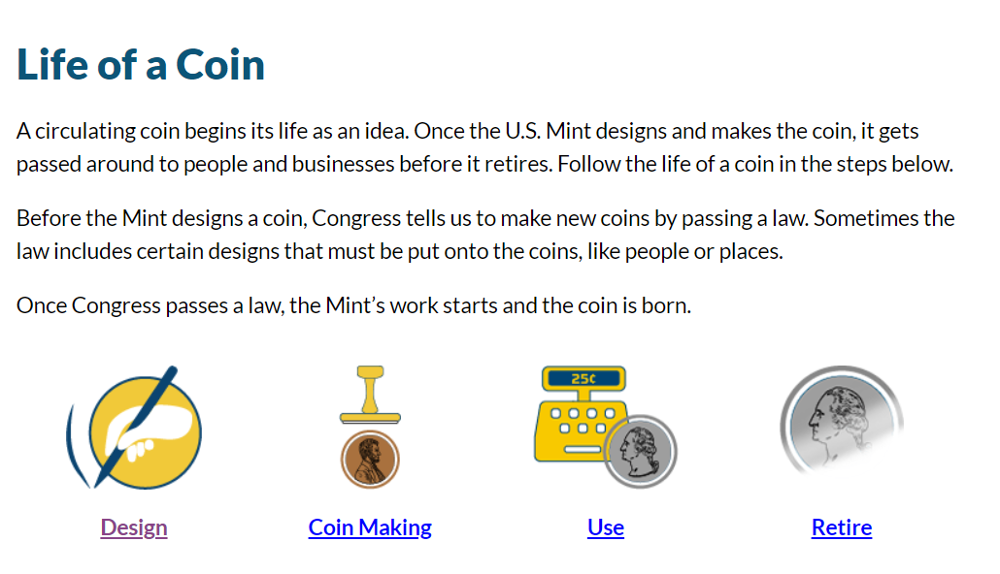 Life of a Coin
A circulating coin begins its life as an idea. Once the U.S. Mint designs and makes the coin, it gets
passed around to people and businesses before it retires. Follow the life of a coin in the steps below.
Before the Mint designs a coin, Congress tells us to make new coins by passing a law. Sometimes the
law includes certain designs that must be put onto the coins, like people or places.
Once Congress passes a law, the Mint’s work starts and the coin is born.
25¢
Design
Coin Making
Use
Retire